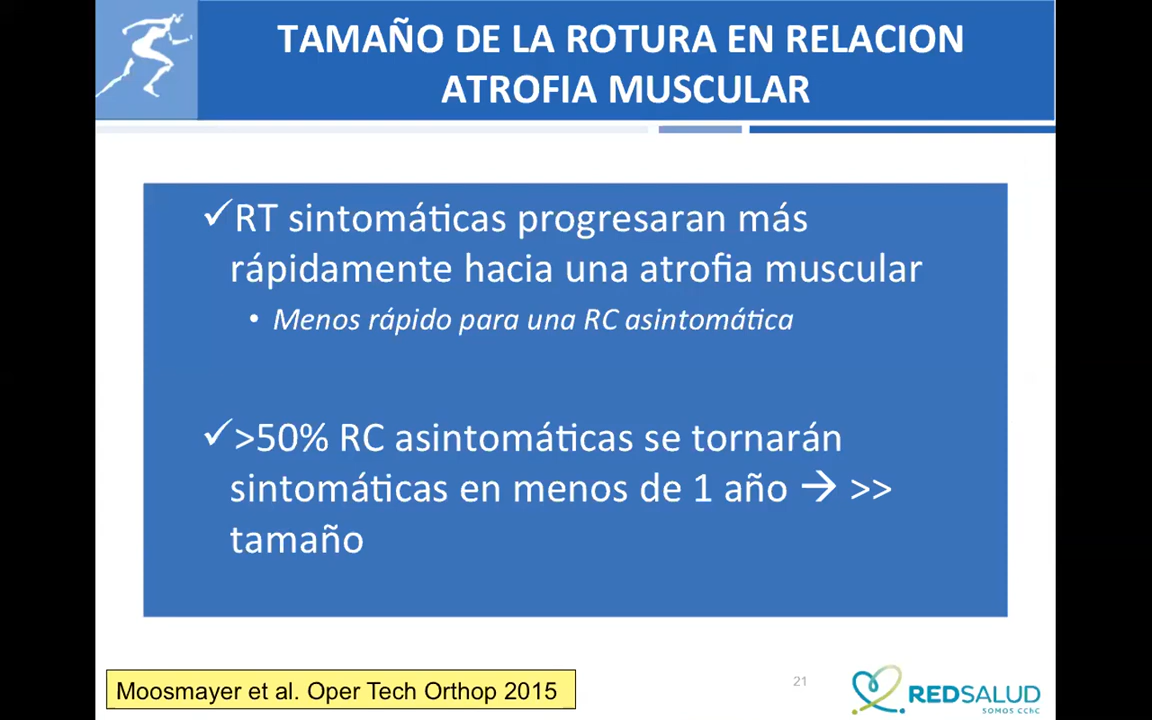 TAMAÑO DE LA ROTURA EN RELACION
ATROFIA MUSCULAR
✓RT sintomáticas progresaran más
rápidamente hacia una atrofia muscular
• Menos rápido para una RC asintomática
✓>50% RC asintomáticas se tornarán
sintomáticas en menos de 1 año → >>
tamaño
Moosmayer et al. Oper Tech Orthop 2015
21
REDSALUD
SOMOS CChC